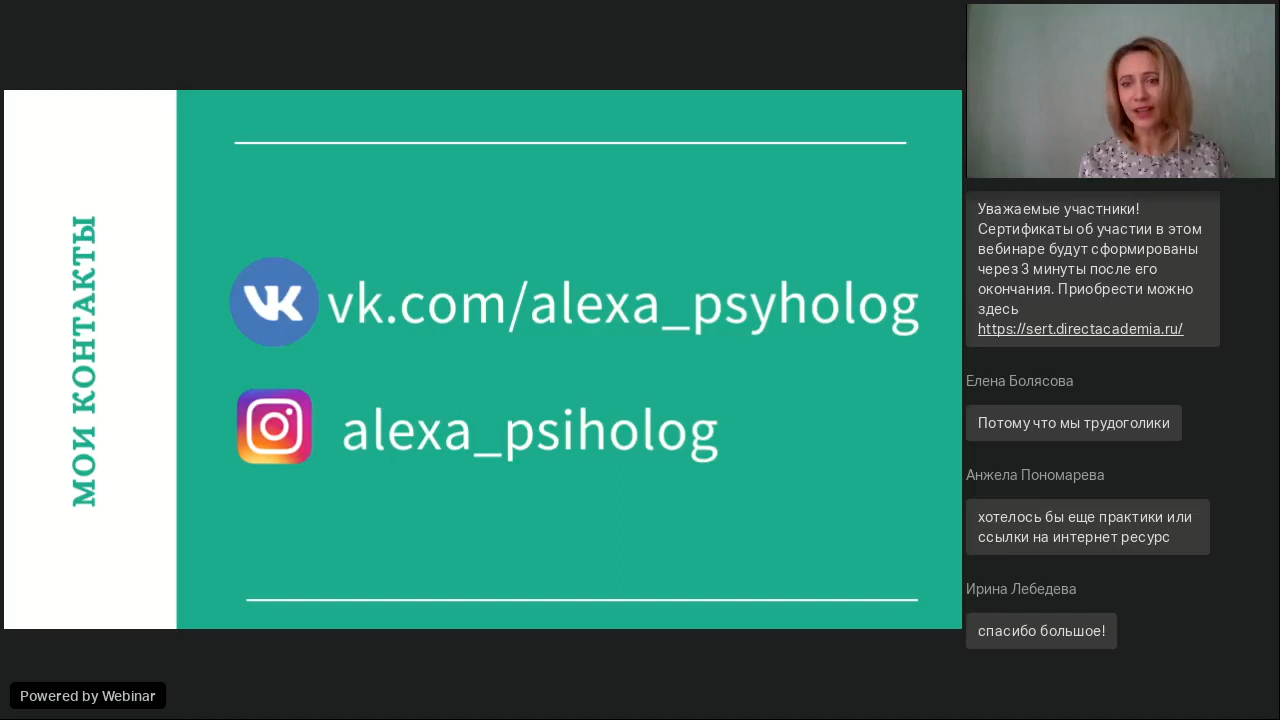 МОИ КОНТАКТЫ
vk.com/alexa_psyholog
alexa_psiholog
Уважаемые участники!
Сертификаты об участии в этом
вебинаре будут сформированы
через 3 минуты после его
окончания. Приобрести можно
здесь
https://sert.directacademia.ru/
Елена Болясова
Потому что мы трудоголики
Анжела Пономарева
хотелось бы еще практики или
ссылки на интернет ресурс
Ирина Лебедева
спасибо большое!
Powered by Webinar